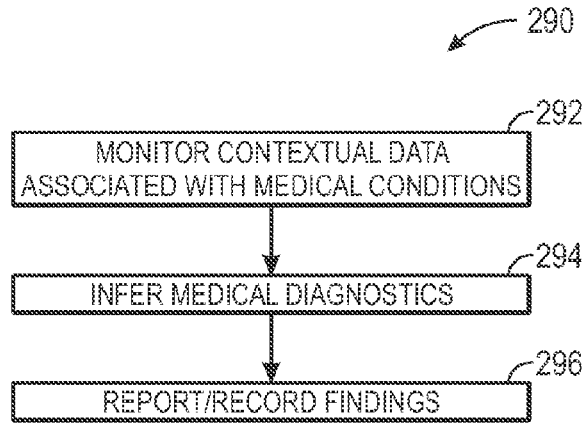 290
292
MONITOR CONTEXTUAL DATA
ASSOCIATED WITH MEDICAL CONDITIONS
294
INFER MEDICAL DIAGNOSTICS
296
REPORT/RECORD FINDINGS